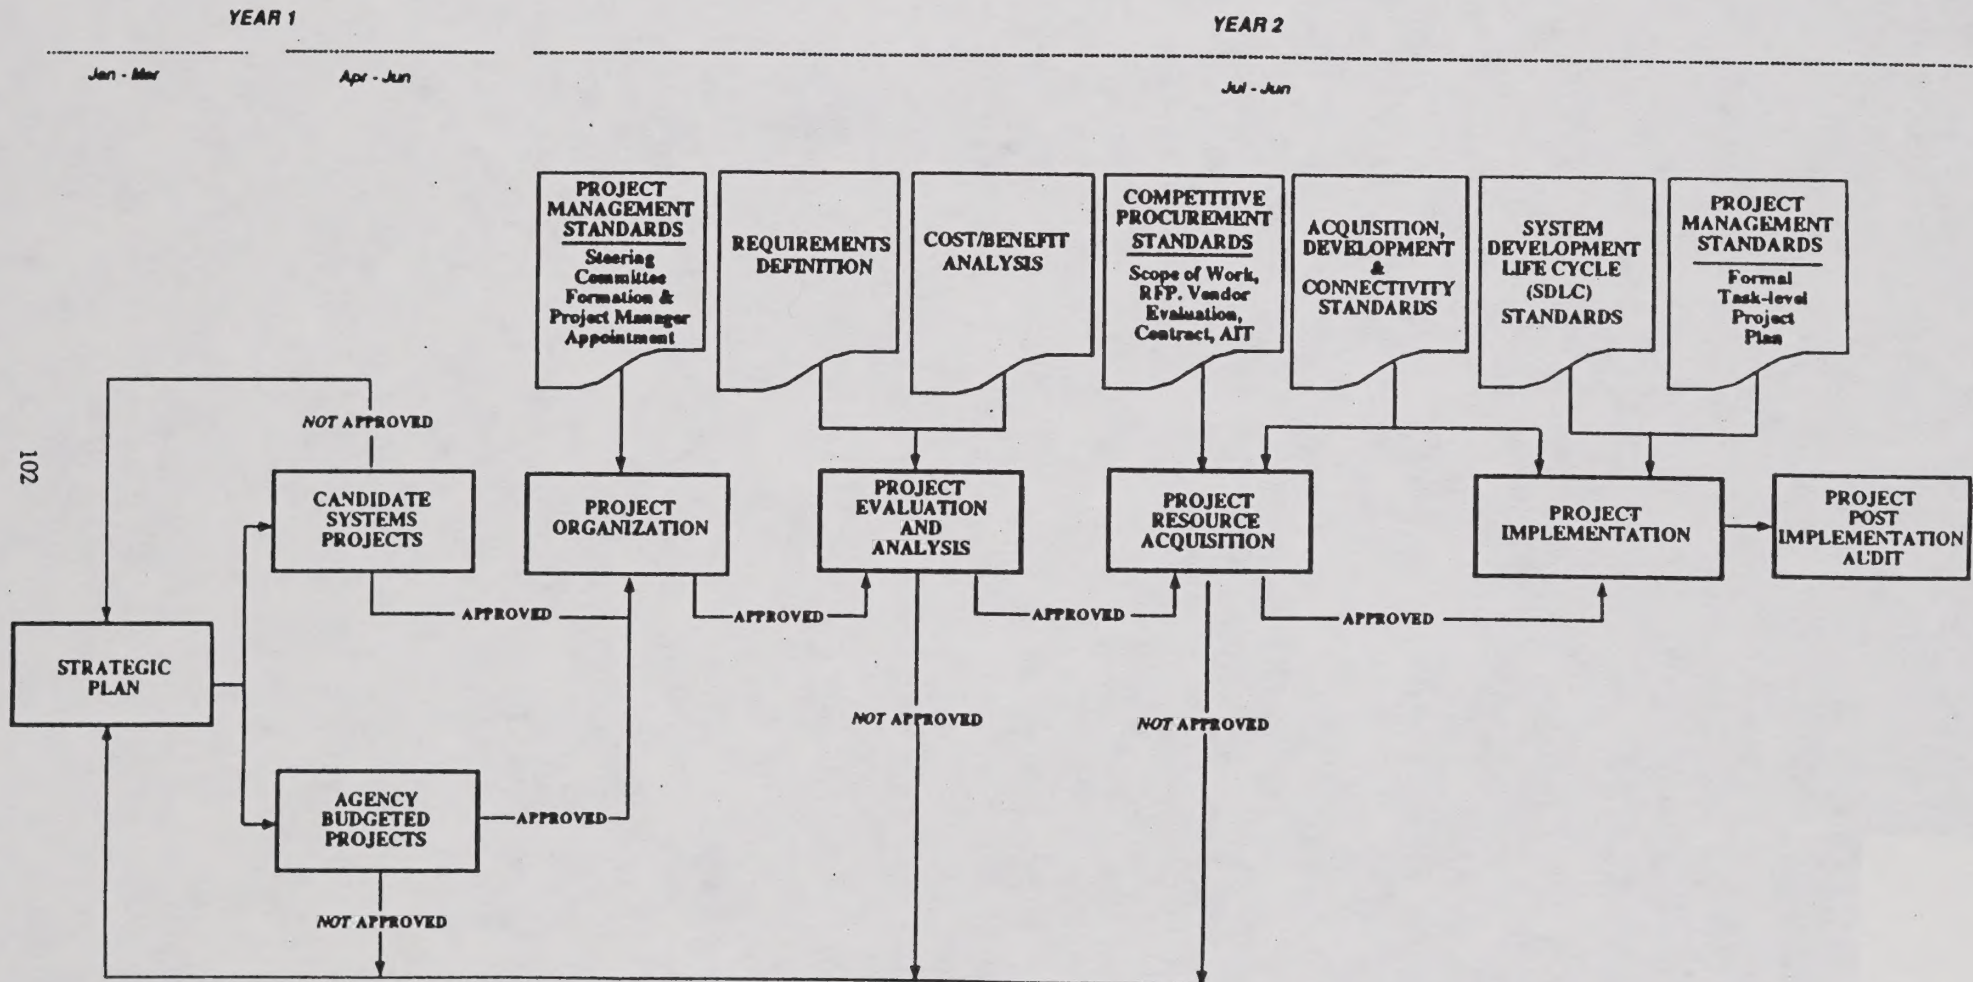 YEAR 1
YEAR 2
Jan - Mar
Apr - Jun
Jul - Jun
PROJECT
MANAGEMENT
STANDARDS
Steering
Committee
Formation &
Project Manager
Appointment
REQUIREMENTS
DEFINITION
COST/BENEFIT
ANALYSIS
COMPETITIVE
PROCUREMENT
STANDARDS
Scope of Work,
RFP. Vendor
Evaluation,
Contract, AIT
ACQUISITION,
DEVELOPMENT
&
CONNECTIVITY
STANDARDS
SYSTEM
DEVELOPMENT
LIFE CYCLE
(SDLC)
STANDARDS
PROJECT
MANAGEMENT
STANDARDS
Formal
Task-level
Project
Plan
NOT APPROVED
102
CANDIDATE
SYSTEMS
PROJECTS
PROJECT
ORGANIZATION
PROJECT
EVALUATION
AND
ANALYSIS
PROJECT
RESOURCE
ACQUISITION
PROJECT
IMPLEMENTATION
PROJECT
POST
IMPLEMENTATION
AUDIT
APPROVED
APPROVED
APPROVED
APPROVED
STRATEGIC
PLAN
NOT APPROVED
NOT APPROVED
AGENCY
BUDGETED
PROJECTS
APPROVED
NOT APPROVED